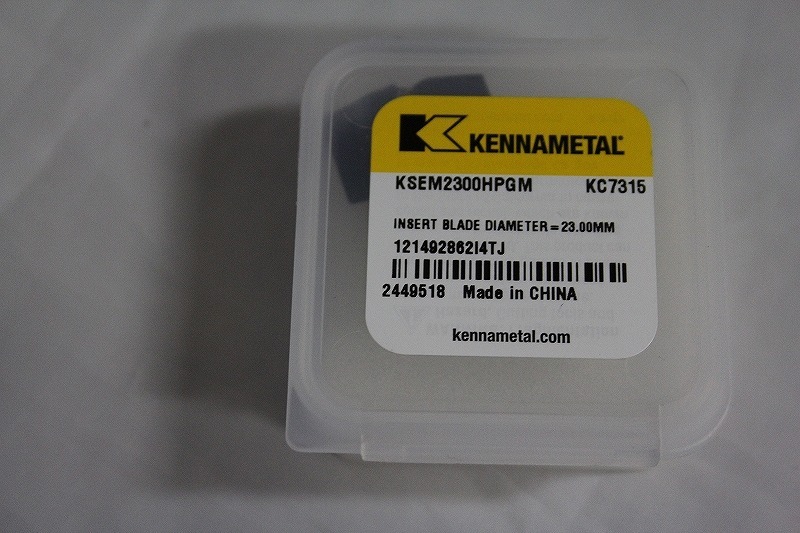 KENNAMETAL
KSEM2300HPGM KC7315
INSERT BLADE DIAMETER=23.00MM
121492862I4TJ
2449518 Made in CHINA
kennametal.com